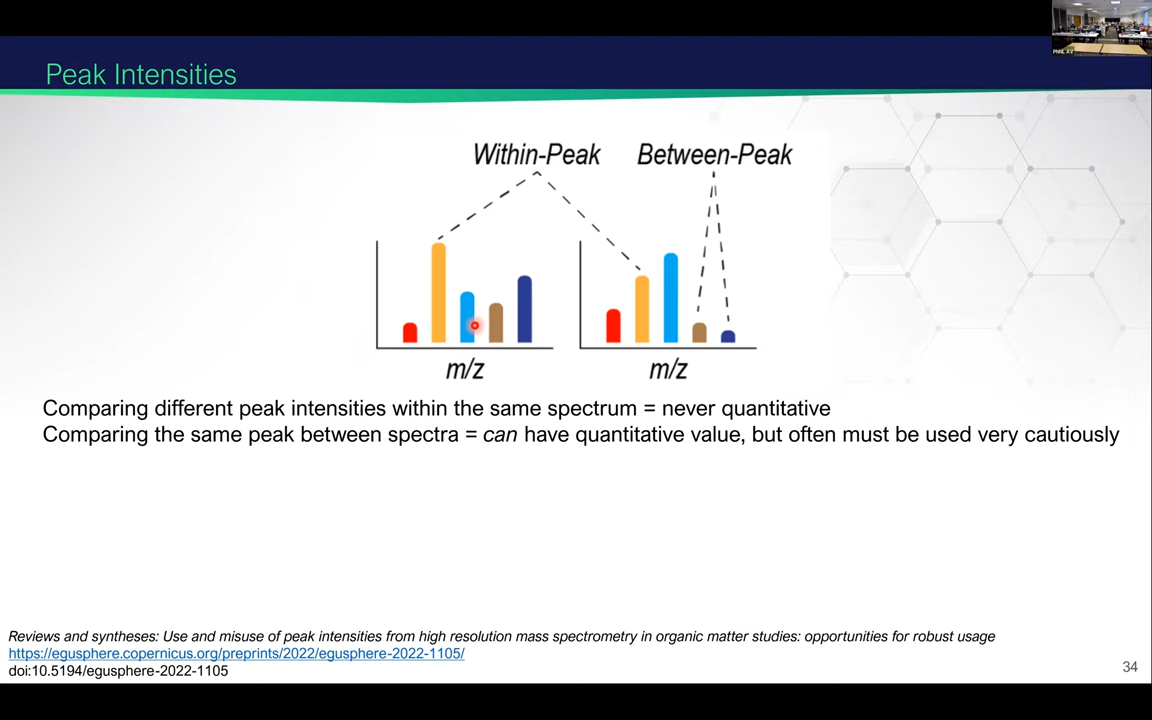 Peak Intensities
PNNL A/V
Within-Peak Between-Peak
m/z m/z
Comparing different peak intensities within the same spectrum = never quantitative
Comparing the same peak between spectra = can have quantitative value, but often must be used very cautiously
Reviews and syntheses: Use and misuse of peak intensities from high resolution mass spectrometry in organic matter studies: opportunities for robust usage
https://egusphere.copernicus.org/preprints/2022/egusphere-2022-1105/
doi:10.5194/egusphere-2022-1105
34